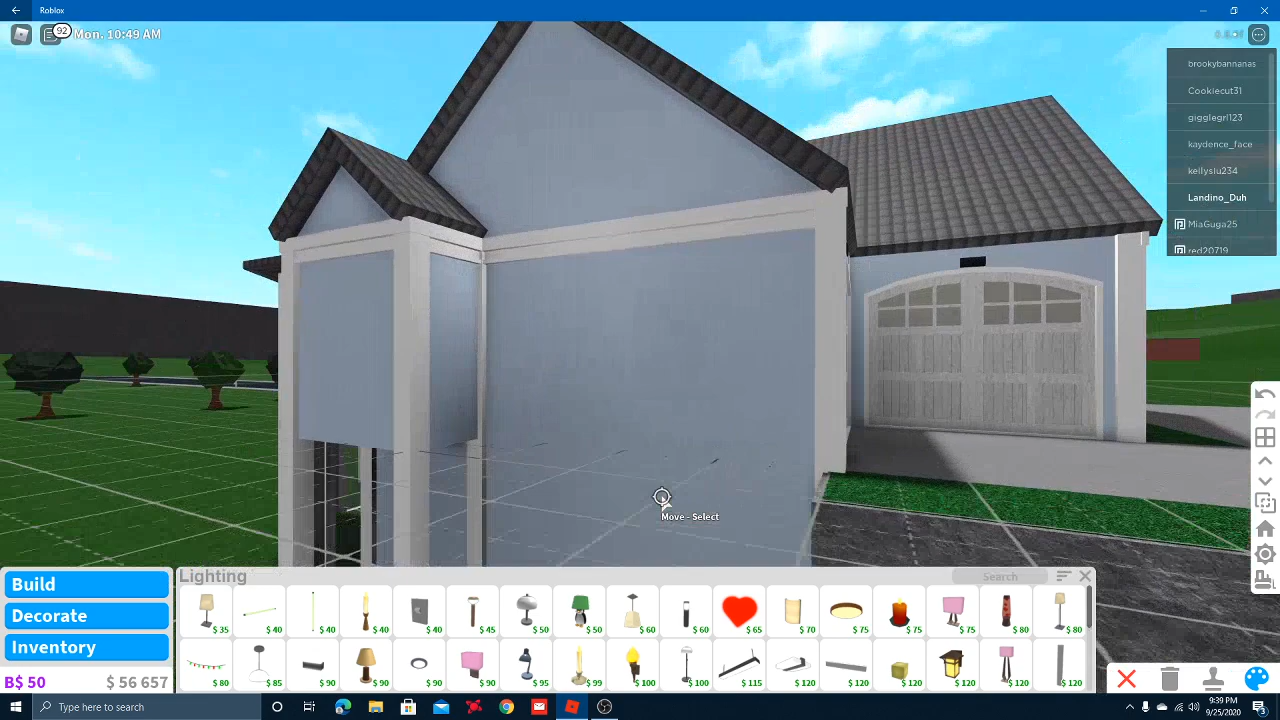 Roblox
92
Mon. 10:49 AM
brookybannanas
Cookiecut31
gigglegrl123
kaydence_face
kellysiu234
Landino_Duh
MiaGuga25
red20719
Move - Select
Lighting
Search
Build
Decorate
Inventory
B$ 50
$ 56 657
$ 35
$ 40
$ 40
$ 40
$ 40
$ 45
$ 50
$ 50
$ 60
$ 60
$ 65
$ 70
$ 75
$ 75
$ 75
$ 80
$ 80
$ 80
$ 85
$ 90
$ 90
$ 90
$ 90
$ 90
$ 99
$ 100
$ 100
$ 115
$ 120
$ 120
$ 120
$ 120
$ 120
$ 120
Type here to search
9:39 PM
9/25/2020
3